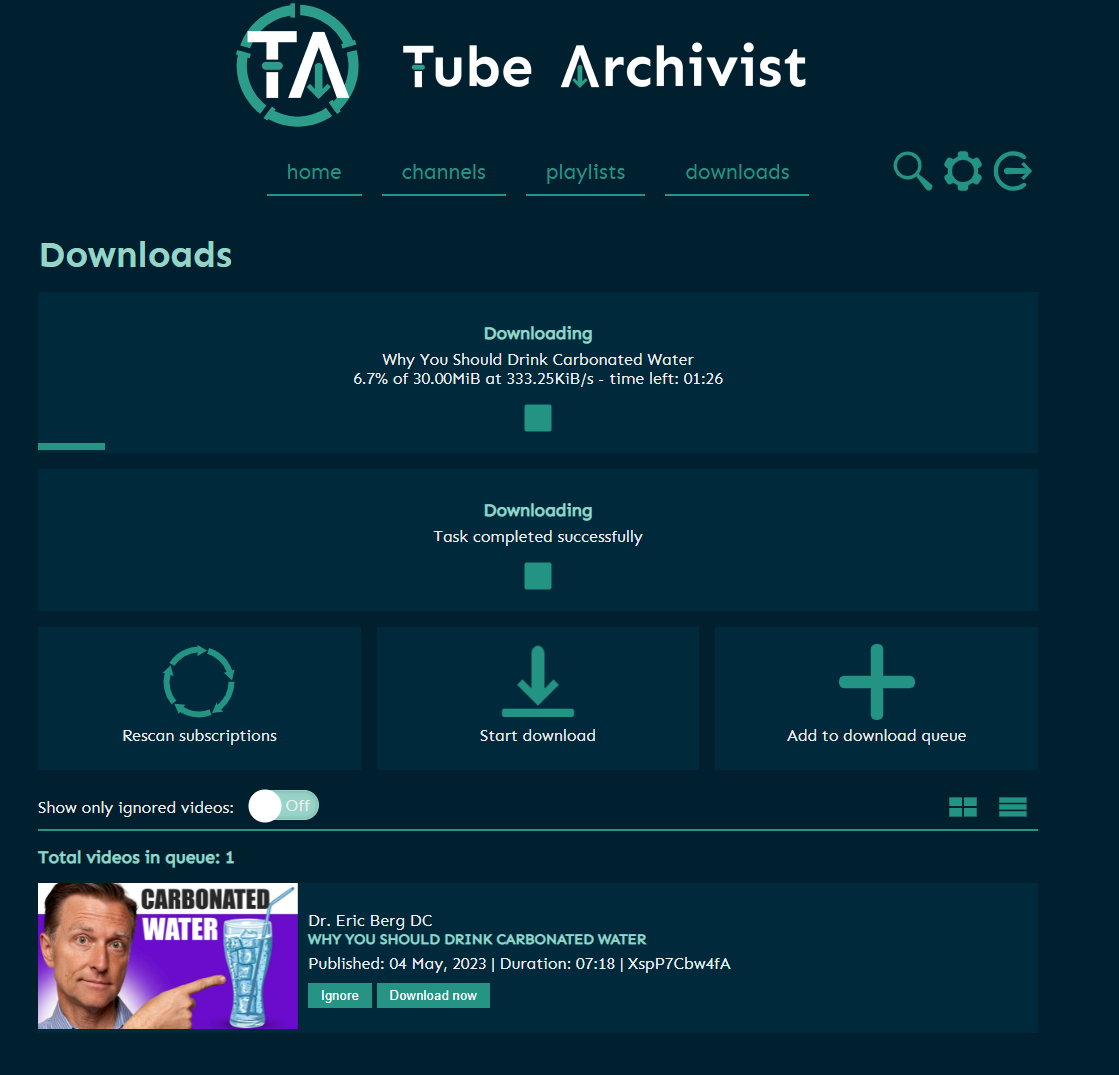 TA
Tube Archivist
home
channels
playlists
downloads
Downloads
Downloading
Why You Should Drink Carbonated Water
6.7% of 30.00MiB at 333.25KiB/s - time left: 01:26
Downloading
Task completed successfully
Rescan subscriptions
Start download
Add to download queue
Show only ignored videos:
Off
Total videos in queue: 1
CARBONATED
WATER
Dr. Eric Berg DC
WHY YOU SHOULD DRINK CARBONATED WATER
Published: 04 May, 2023 | Duration: 07:18 | XspP7Cbw4fA
Ignore
Download now